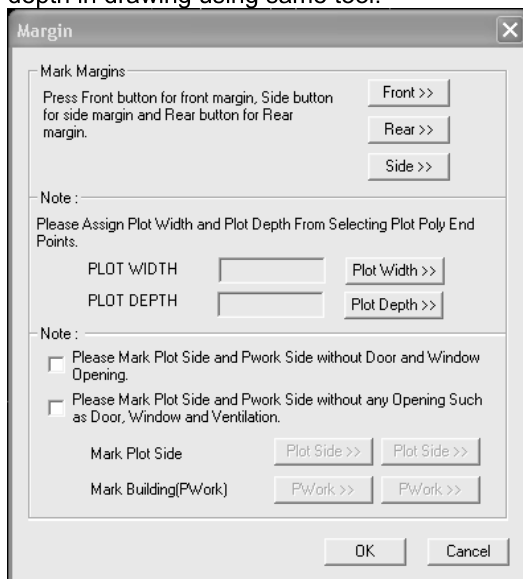 depth in drawing using same tool.
Margin
Mark Margins
Press Front button for front margin, Side button
for side margin and Rear button for Rear
margin.
Front >>
Rear >>
Side >>
Note :
Please Assign Plot Width and Plot Depth From Selecting Plot Poly End
Points.
PLOT WIDTH
Plot Width >>
PLOT DEPTH
Plot Depth >>
Note :
Please Mark Plot Side and Pwork Side without Door and Window
Opening.
Please Mark Plot Side and Pwork Side without any Opening Such
as Door, Window and Ventilation.
Mark Plot Side
Plot Side >>
Plot Side >>
Mark Building(PWork)
PWork >>
PWork >>
OK
Cancel